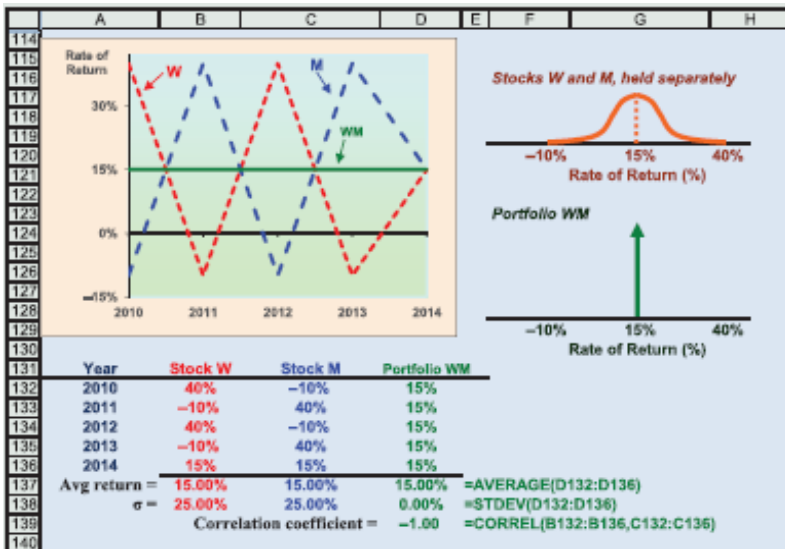 A B C D E F G H
114
115
116
117
118
119
120
121
122
123
124
125
126
127
128
129
130
Rate of
Return
W
M
WM
30%
15%
0%
–15%
2010 2011 2012 2013 2014
Stocks W and M, held separately
–10% 15% 40%
Rate of Return (%)
Portfolio WM
–10% 15% 40%
Rate of Return (%)
131 Year Stock W Stock M Portfolio WM
132 2010 40% –10% 15%
133 2011 –10% 40% 15%
134 2012 40% –10% 15%
135 2013 –10% 40% 15%
136 2014 15% 15% 15%
137 Avg return = 15.00% 15.00% 15.00% =AVERAGE(D132:D136)
138 σ = 25.00% 25.00% 0.00% =STDEV(D132:D136)
139 Correlation coefficient = –1.00 =CORREL(B132:B136,C132:C136)
140